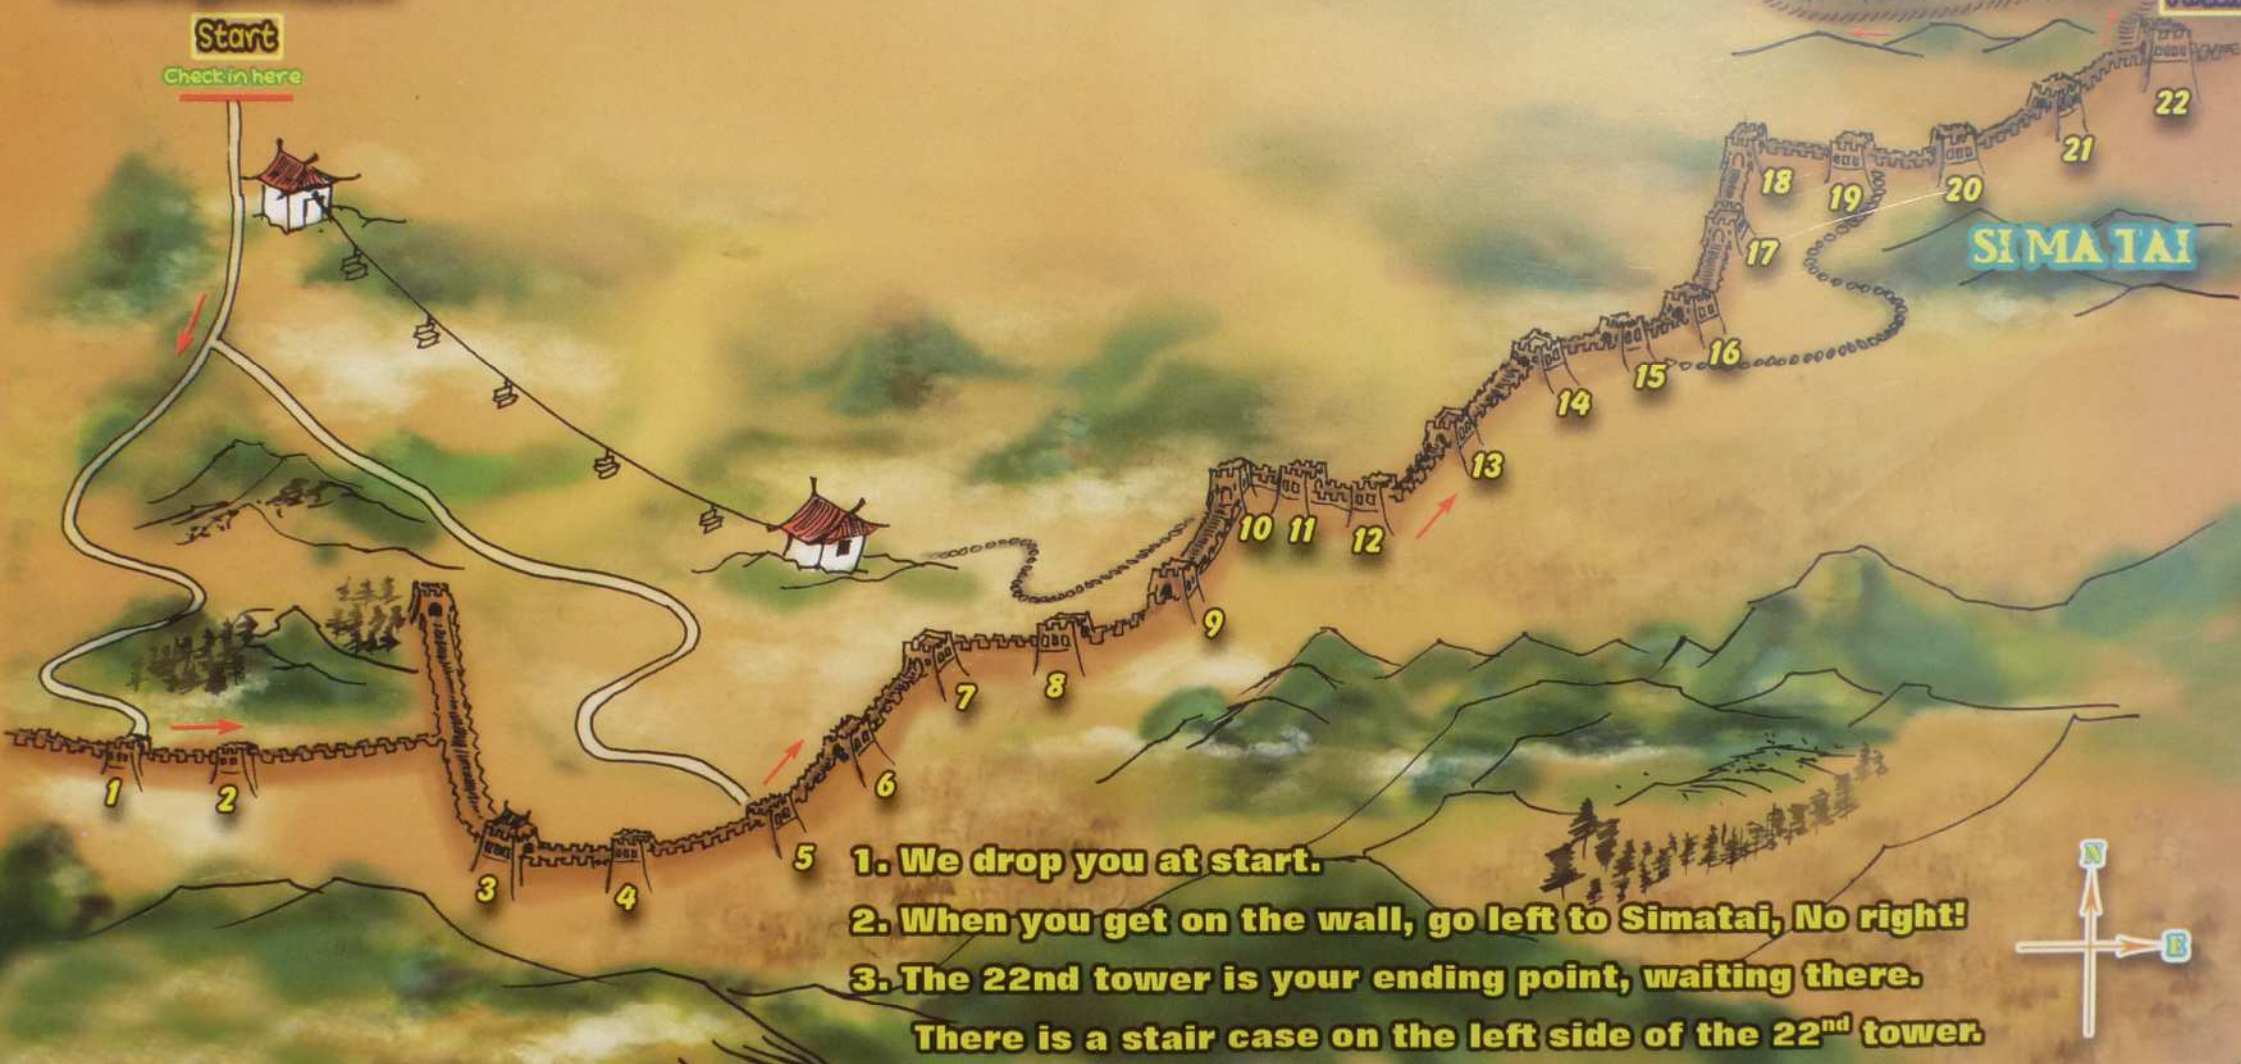 Start
Check in here
22
21
18
19
20
17
SI MA TAI
16
15
14
13
10
11
12
9
7
8
6
1
2
5
3
4
1. We drop you at start.
2. When you get on the wall, go left to Simatai, No right!
3. The 22nd tower is your ending point, waiting there.
There is a stair case on the left side of the 22nd tower.
N
E